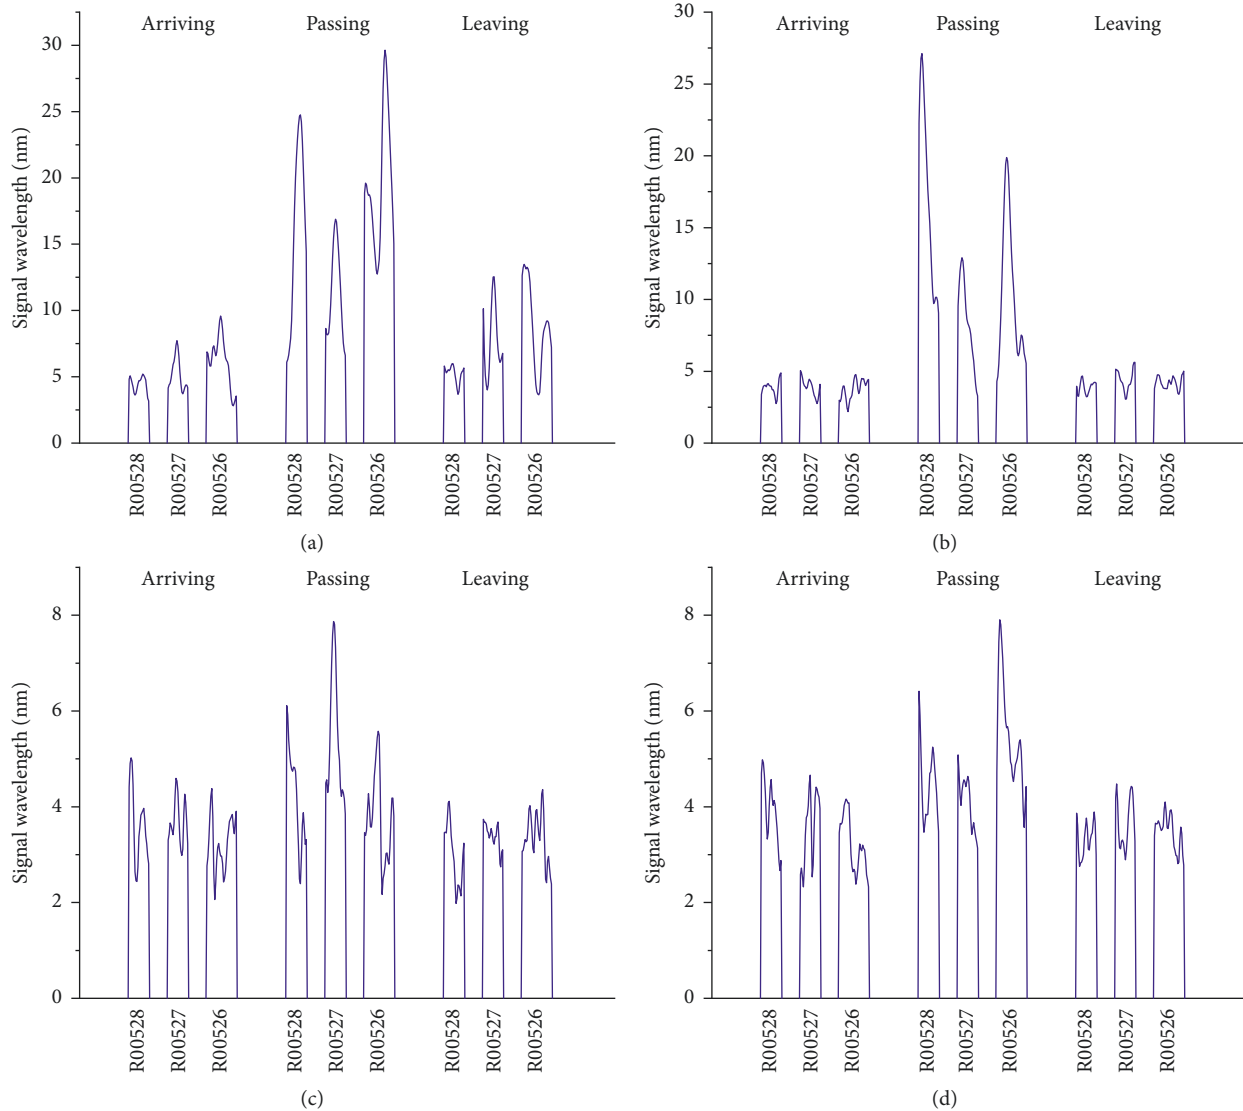 Arriving Passing Leaving
30
25
20
15
10
5
0
Signal wavelength (nm)
R00528 R00527 R00526 R00528 R00527 R00526 R00528 R00527 R00526
(a)
Arriving Passing Leaving
30
25
20
15
10
5
0
Signal wavelength (nm)
R00528 R00527 R00526 R00528 R00527 R00526 R00528 R00527 R00526
(b)
Arriving Passing Leaving
8
6
4
2
0
Signal wavelength (nm)
R00528 R00527 R00526 R00528 R00527 R00526 R00528 R00527 R00526
(c)
Arriving Passing Leaving
8
6
4
2
0
Signal wavelength (nm)
R00528 R00527 R00526 R00528 R00527 R00526 R00528 R00527 R00526
(d)